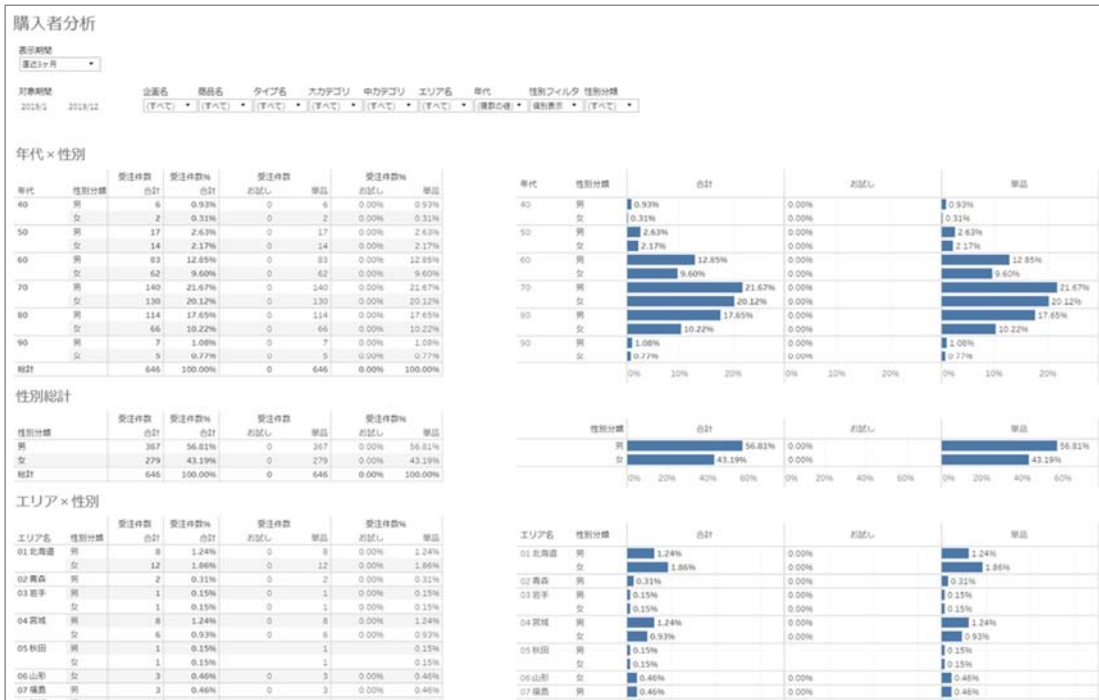 購入者分析
表示期間
直近3ヶ月
対象期間 企画名 商品名 タイプ名 大カテゴリ 中カテゴリ エリア名 年代 性別フィルタ 性別分類
2019/1 2019/12 (すべて) (すべて) (すべて) (すべて) (すべて) (すべて) (複数の値) 個別表示 (すべて)
年代×性別
受注件数 受注件数% 受注件数 受注件数%
年代 性別分類 合計 合計 お試し 単品 お試し 単品
40 男 6 0.93% 0 6 0.00% 0.93%
女 2 0.31% 0 2 0.00% 0.31%
50 男 17 2.63% 0 17 0.00% 2.63%
女 14 2.17% 0 14 0.00% 2.17%
60 男 83 12.85% 0 83 0.00% 12.85%
女 62 9.60% 0 62 0.00% 9.60%
70 男 140 21.67% 0 140 0.00% 21.67%
女 130 20.12% 0 130 0.00% 20.12%
80 男 114 17.65% 0 114 0.00% 17.65%
女 66 10.22% 0 66 0.00% 10.22%
90 男 7 1.08% 0 7 0.00% 1.08%
女 5 0.77% 0 5 0.00% 0.77%
総計 646 100.00% 0 646 0.00% 100.00%
年代 性別分類 合計 お試し 単品
40 男 0.93% 0.00% 0.93%
女 0.31% 0.00% 0.31%
50 男 2.63% 0.00% 2.63%
女 2.17% 0.00% 2.17%
60 男 12.85% 0.00% 12.85%
女 9.60% 0.00% 9.60%
70 男 21.67% 0.00% 21.67%
女 20.12% 0.00% 20.12%
80 男 17.65% 0.00% 17.65%
女 10.22% 0.00% 10.22%
90 男 1.08% 0.00% 1.08%
女 0.77% 0.00% 0.77%
0% 10% 20% 0% 10% 20% 0% 10% 20%
性別総計
受注件数 受注件数% 受注件数 受注件数%
性別分類 合計 合計 お試し 単品 お試し 単品
男 367 56.81% 0 367 0.00% 56.81%
女 279 43.19% 0 279 0.00% 43.19%
総計 646 100.00% 0 646 0.00% 100.00%
性別分類 合計 お試し 単品
男 56.81% 0.00% 56.81%
女 43.19% 0.00% 43.19%
0% 20% 40% 60% 0% 20% 40% 60% 0% 20% 40% 60%
エリア×性別
受注件数 受注件数% 受注件数 受注件数%
エリア名 性別分類 合計 合計 お試し 単品 お試し 単品
01 北海道 男 8 1.24% 0 8 0.00% 1.24%
女 12 1.86% 0 12 0.00% 1.86%
02 青森 男 2 0.31% 0 2 0.00% 0.31%
03 岩手 男 1 0.15% 0 1 0.00% 0.15%
女 1 0.15% 0 1 0.00% 0.15%
04 宮城 男 8 1.24% 0 8 0.00% 1.24%
女 6 0.93% 0 6 0.00% 0.93%
05 秋田 男 1 0.15% 1 0.15%
女 1 0.15% 1 0.15%
06 山形 女 3 0.46% 0 3 0.00% 0.46%
07 福島 男 3 0.46% 0 3 0.00% 0.46%
エリア名 性別分類 合計 お試し 単品
01 北海道 男 1.24% 0.00% 1.24%
女 1.86% 0.00% 1.86%
02 青森 男 0.31% 0.00% 0.31%
03 岩手 男 0.15% 0.00% 0.15%
女 0.15% 0.00% 0.15%
04 宮城 男 1.24% 0.00% 1.24%
女 0.93% 0.00% 0.93%
05 秋田 男 0.15% 0.15%
女 0.15% 0.15%
06 山形 女 0.46% 0.00% 0.46%
07 福島 男 0.46% 0.00% 0.46%